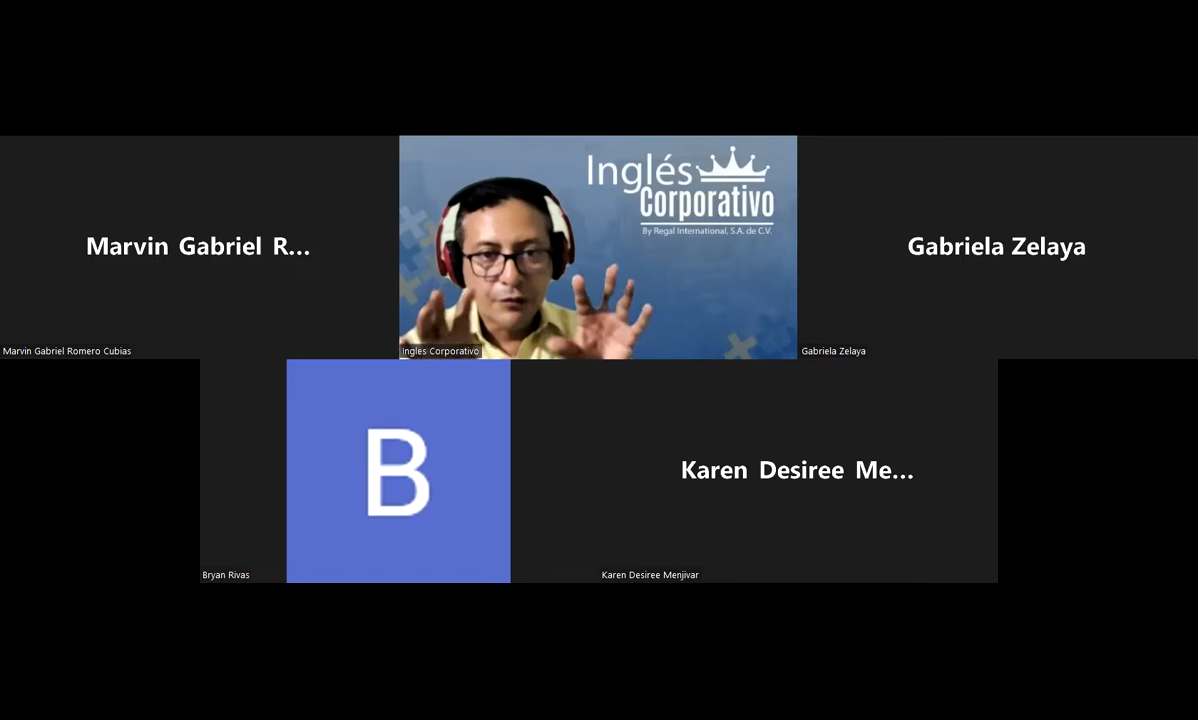 Marvin Gabriel R...
Marvin Gabriel Romero Cubias
Inglés
Corporativo
By Regal International, S.A. de C.V.
Inglés Corporativo
Gabriela Zelaya
Gabriela Zelaya
B
Bryan Rivas
Karen Desiree Me...
Karen Desiree Menjivar